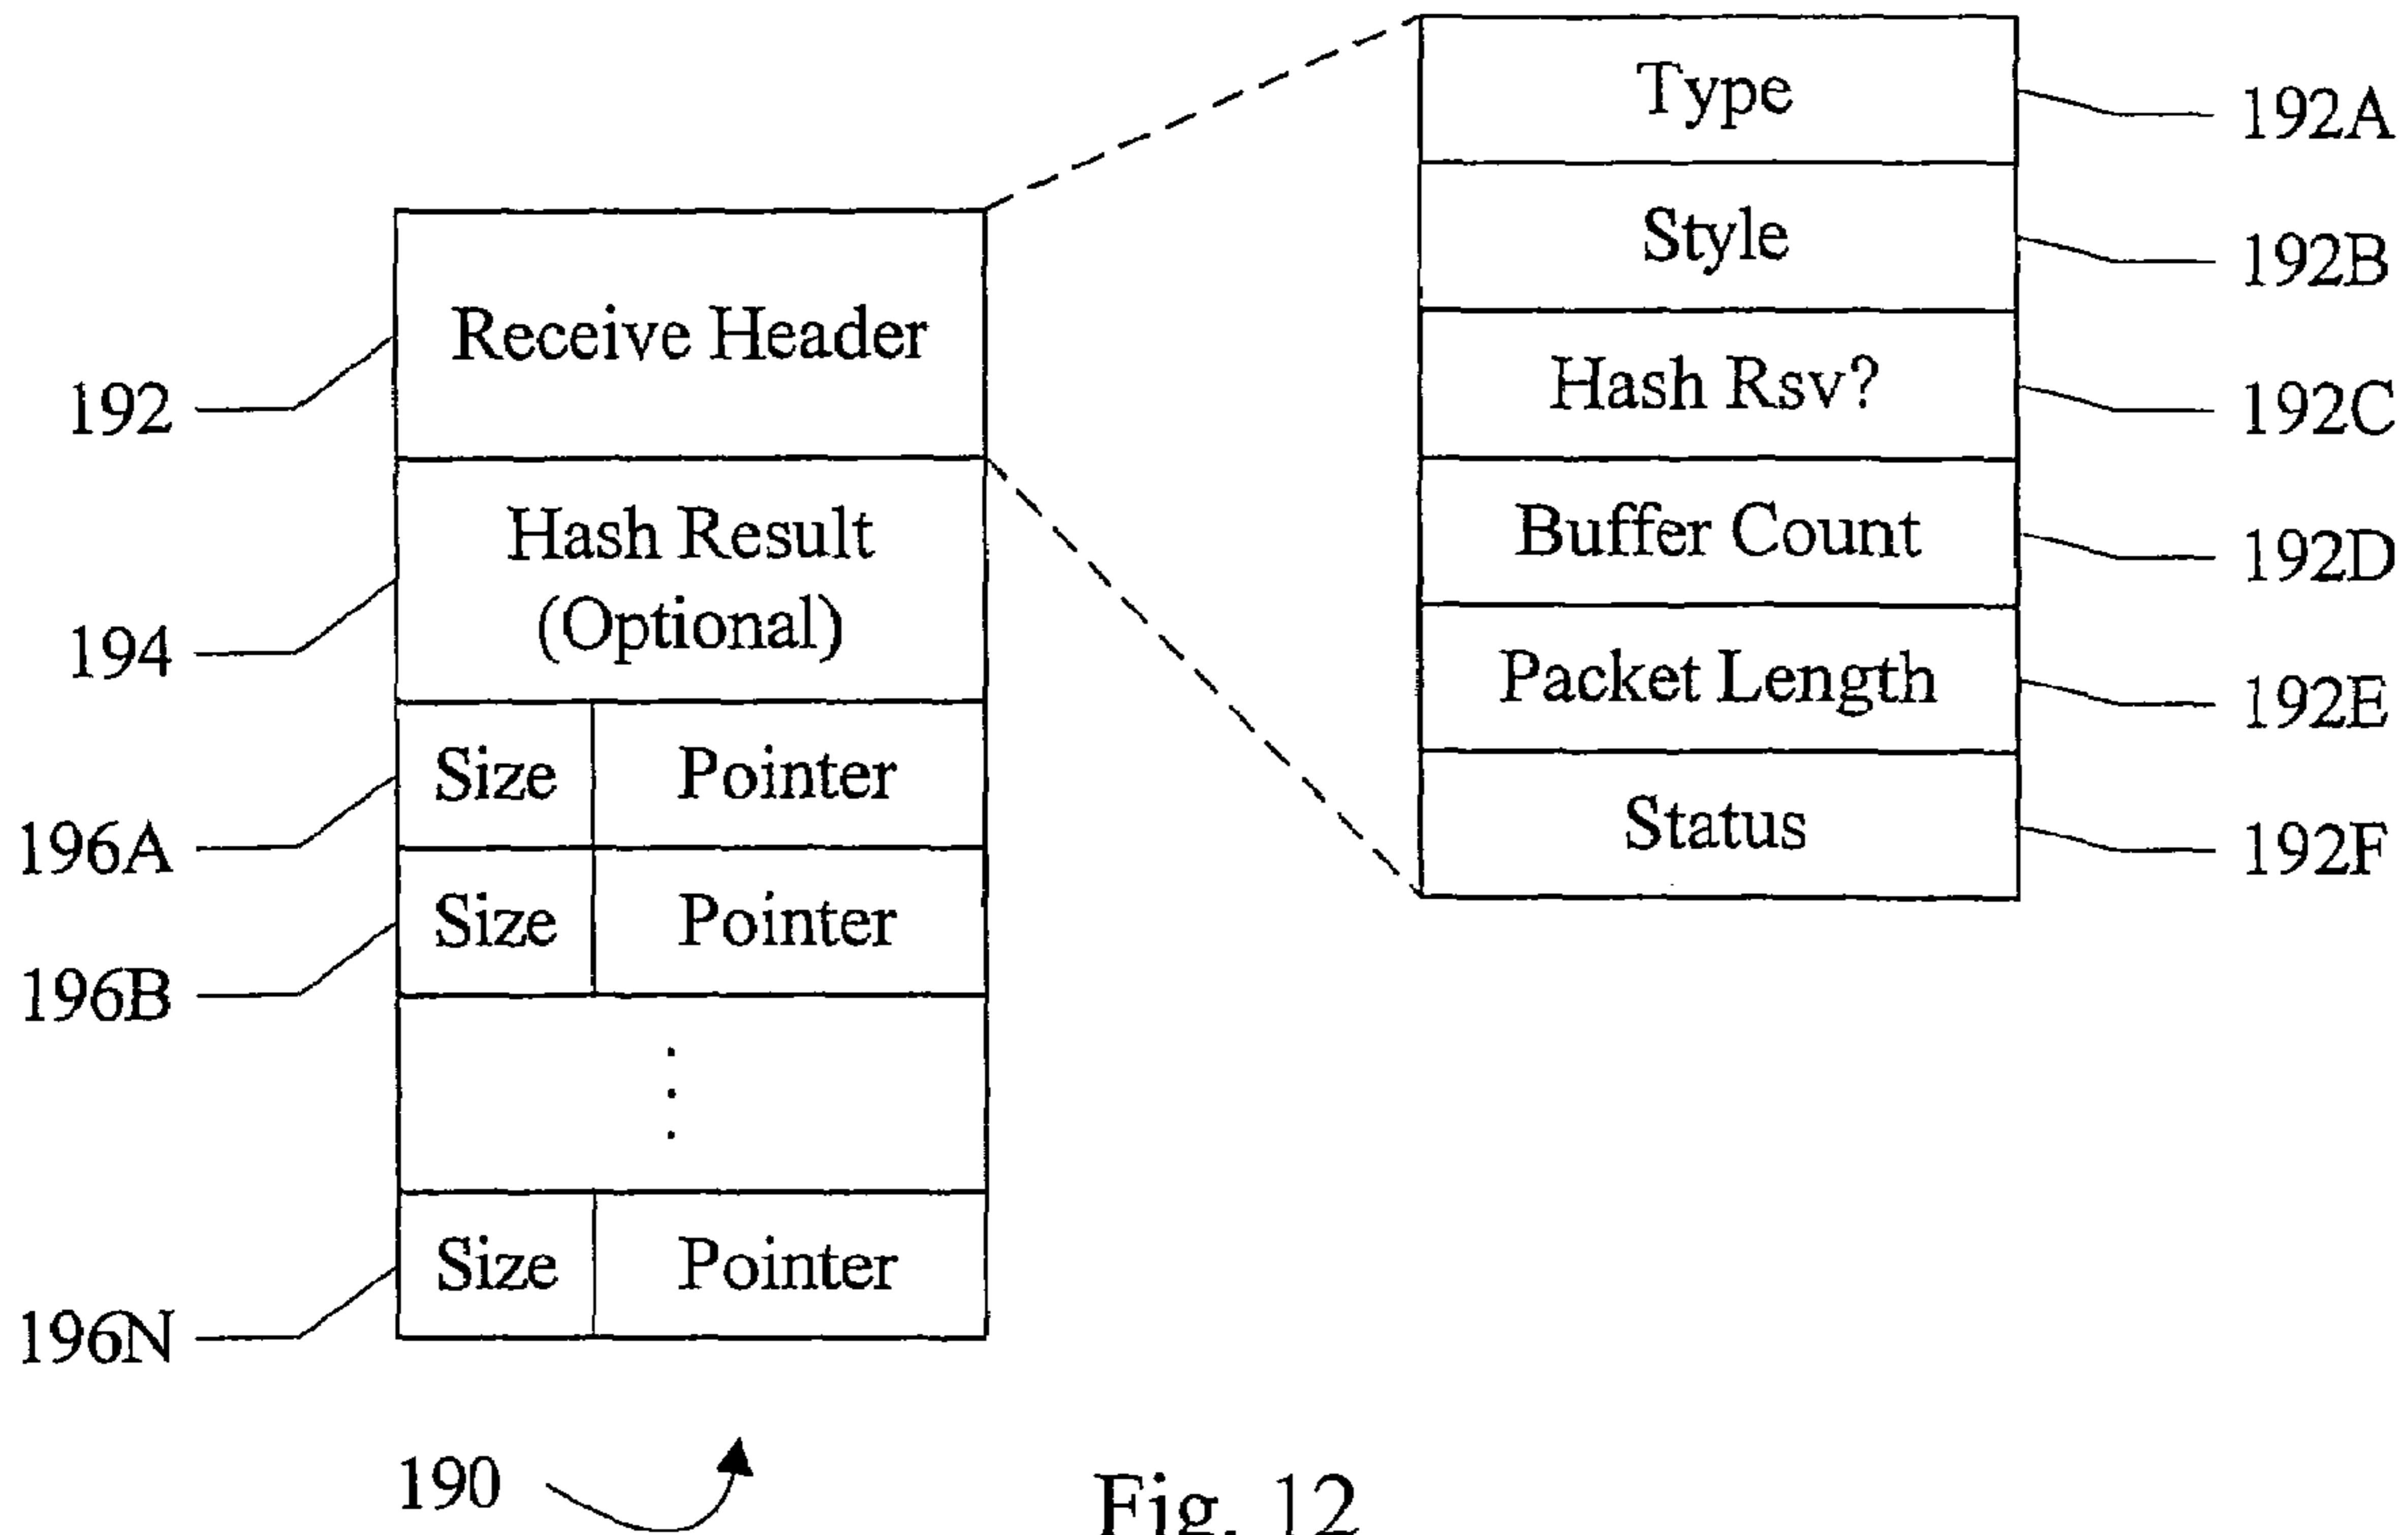 Receive Header
192
Hash Result
(Optional)
194
Size Pointer
196A
Size Pointer
196B
Size Pointer
196N
190
Type
192A
Style
192B
Hash Rsv?
192C
Buffer Count
192D
Packet Length
192E
Status
192F
Fig. 12